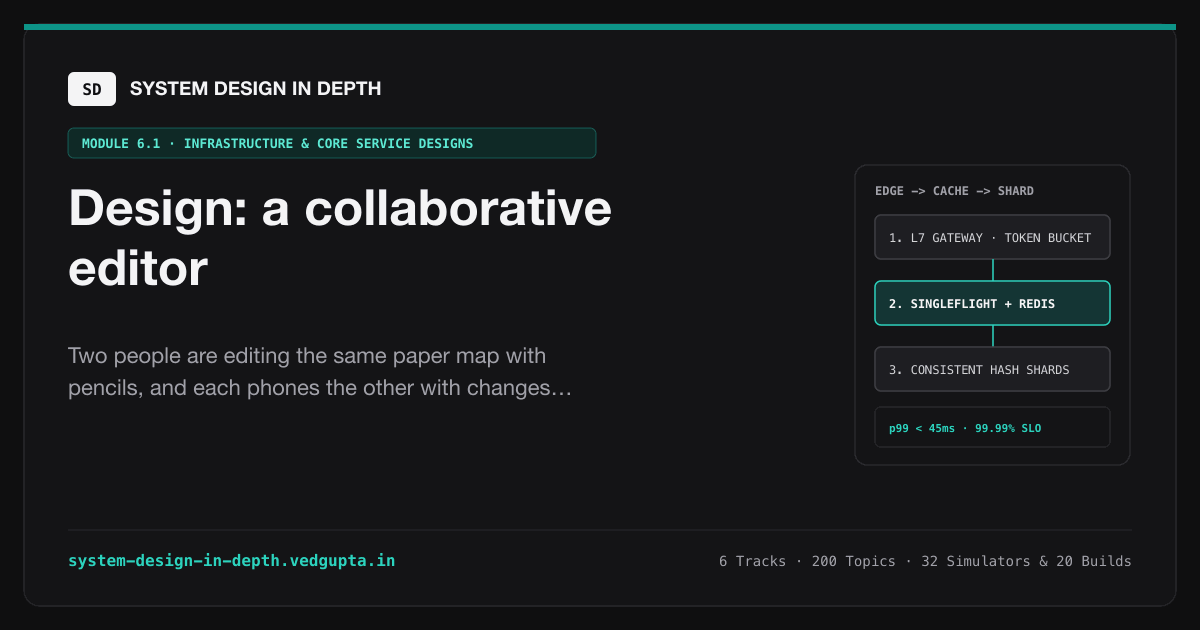 SD SYSTEM DESIGN IN DEPTH
MODULE 6.1 · INFRASTRUCTURE & CORE SERVICE DESIGNS
Design: a collaborative
editor
Two people are editing the same paper map with
pencils, and each phones the other with changes…
EDGE —> CACHE —> SHARD
1. L7 GATEWAY · TOKEN BUCKET
2. SINGLEFLIGHT + REDIS
3. CONSISTENT HASH SHARDS
p99 < 45ms · 99.99% SLO
system-design-in-depth.vedgupta.in
6 Tracks · 200 Topics · 32 Simulators & 20 Builds